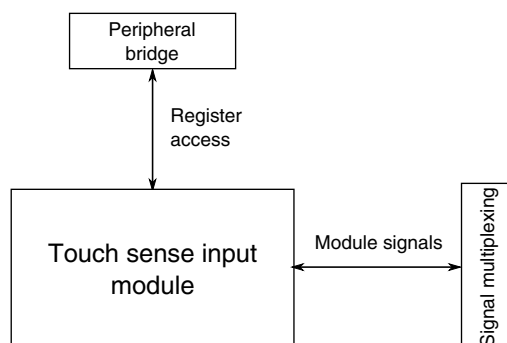 Peripheral
bridge
Register
access
Touch sense input
module
Module signals
Signal multiplexing